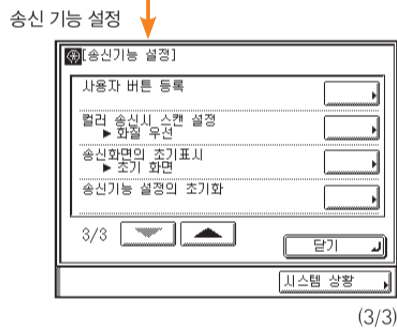 송신 기능 설정
[송신기능 설정]
사용자 버튼 등록
컬러 송신시 스캔 설정
▶ 화질 우선
송신화면의 초기표시
▶ 초기 화면
송신기능 설정의 초기화
3/3
닫기
시스템 상황
(3/3)